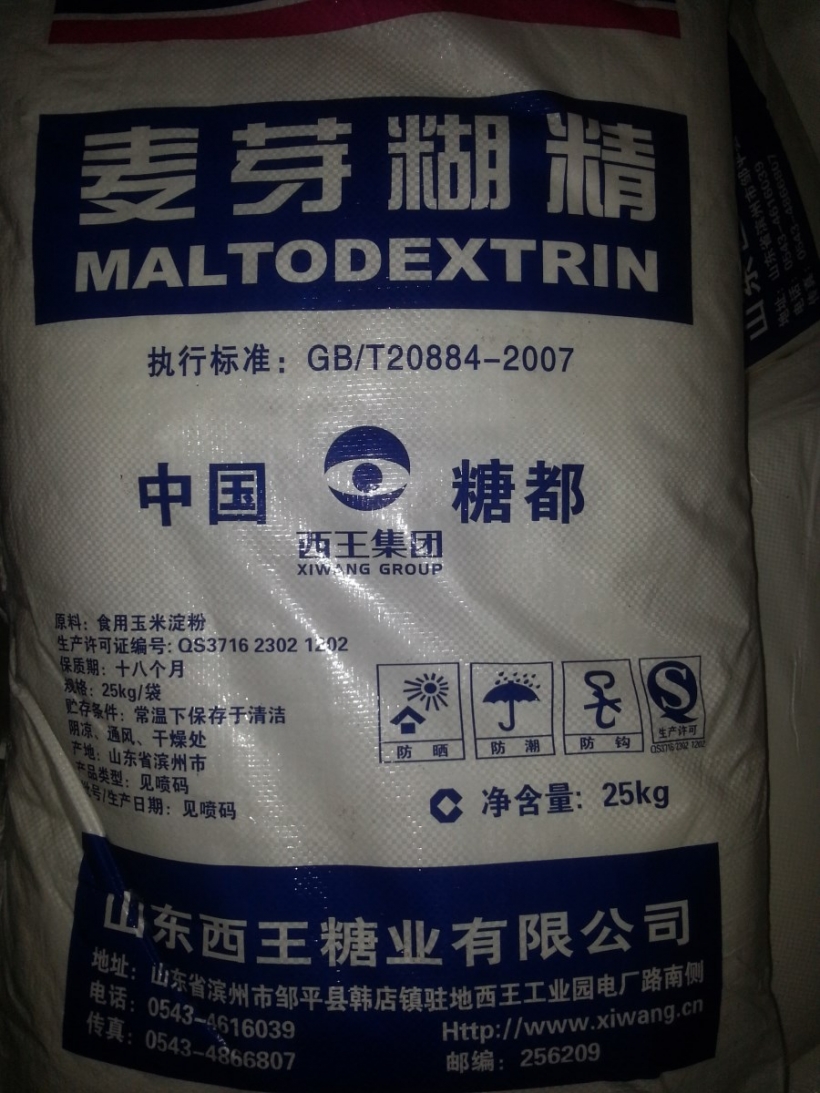 麦芽糊精
MALTODEXTRIN
执行标准：GB/T20884-2007
中国 糖都
西王集团
XIWANG GROUP
原料：食用玉米淀粉
生产许可证编号：QS3716 2302 1202
保质期：十八个月
规格：25kg/袋
贮存条件：常温下保存于清洁
阴凉、通风、干燥处
产地：山东省滨州市
产品类型：见喷码
批号/生产日期：见喷码
防晒 防潮 防钩 生产许可
QS3716 2302 1202
净含量：25kg
山东西王糖业有限公司
地址：山东省滨州市邹平县韩店镇驻地西王工业园电厂路南侧
电话：0543-4616039 Http://www.xiwang.cn
传真：0543-4866807 邮编：256209